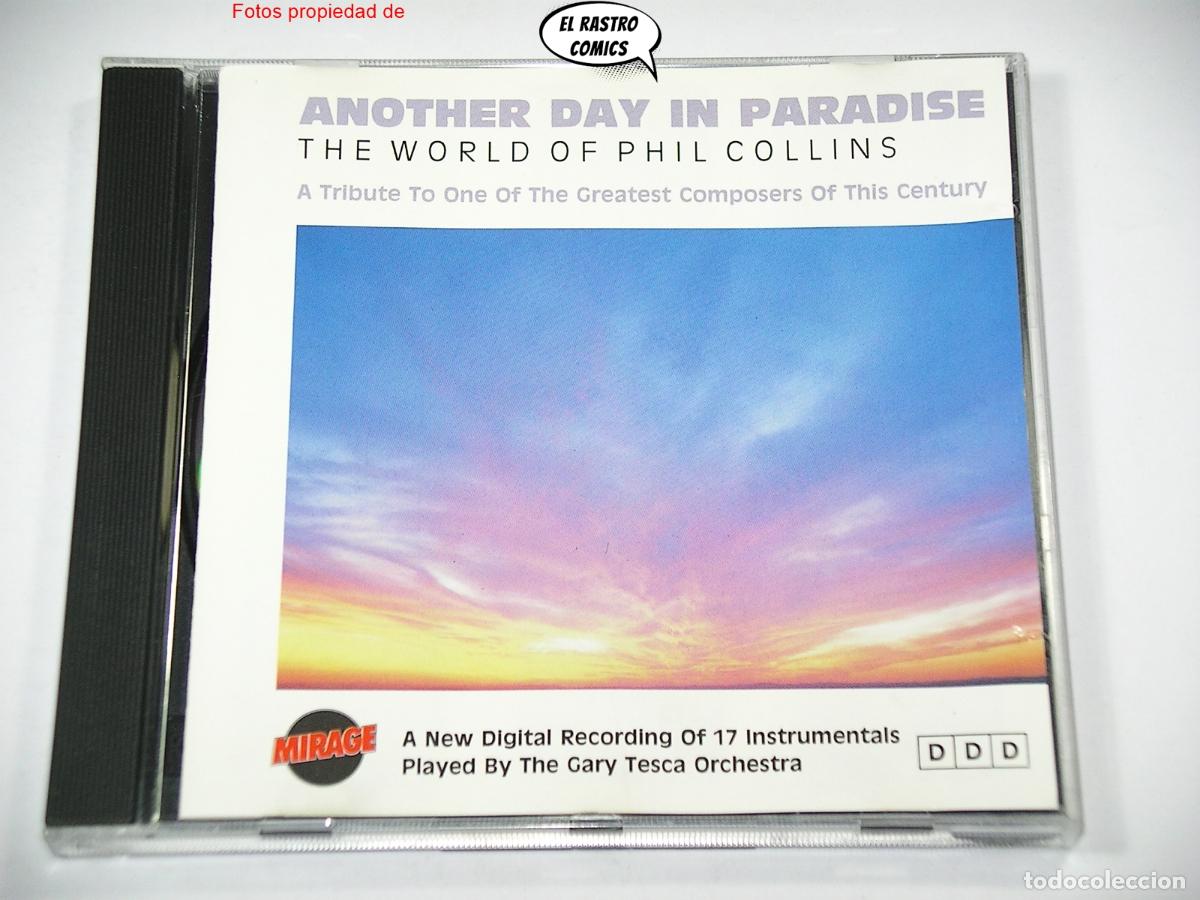 Fotos propiedad de
EL RASTRO
COMICS
ANOTHER DAY IN PARADISE
THE WORLD OF PHIL COLLINS
A Tribute To One Of The Greatest Composers Of This Century
MIRAGE
A New Digital Recording Of 17 Instrumentals
Played By The Gary Tesca Orchestra
D D D
todocoleccion